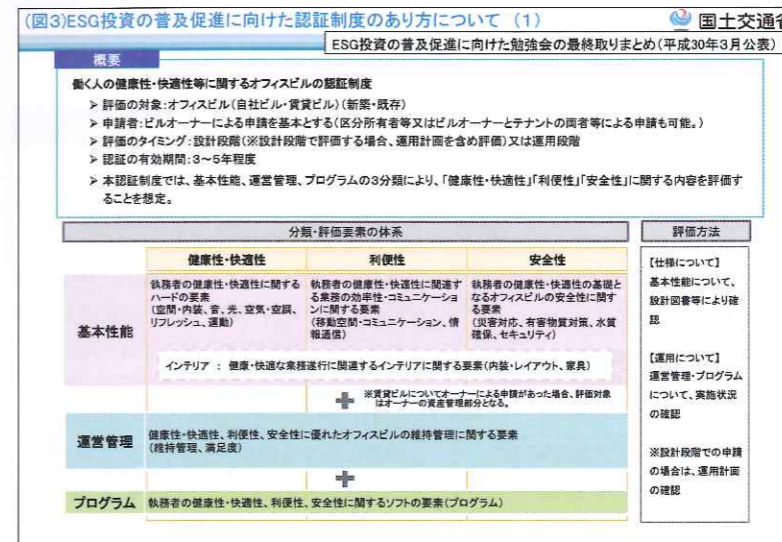 (図3)ESG投資の普及促進に向けた認証制度のあり方について (1)
国土交通省
ESG投資の普及促進に向けた勉強会の最終取りまとめ(平成30年3月公表)
概要
働く人の健康性・快適性等に関するオフィスビルの認証制度
➢ 評価の対象:オフィスビル(自社ビル・賃貸ビル)(新築・既存)
➢ 申請者:ビルオーナーによる申請を基本とする(区分所有者等又はビルオーナーとテナントの両者等による申請も可能。)
➢ 評価のタイミング:設計段階(※設計段階で評価する場合、運用計画を含め評価)又は運用段階
➢ 認証の有効期間:3～5年程度
➢ 本認証制度では、基本性能、運営管理、プログラムの3分類により、「健康性・快適性」「利便性」「安全性」に関する内容を評価す
ることを想定。
分類・評価要素の体系
健康性・快適性
利便性
安全性
基本性能
執務者の健康性・快適性に関する
ハードの要素
(空間・内装、音、光、空気・空調、
リフレッシュ、運動)
執務者の健康性・快適性に関連す
る業務の効率性・コミュニケーショ
ンに関する要素
(移動空間・コミュニケーション、情
報通信)
執務者の健康性・快適性の基礎と
なるオフィスビルの安全性に関す
る要素
(災害対応、有害物質対策、水質
確保、セキュリティ)
インテリア : 健康・快適な業務遂行に関連するインテリアに関する要素(内装・レイアウト、家具)
※賃貸ビルについてオーナーによる申請があった場合、評価対象
はオーナーの資産管理部分となる。
運営管理
健康性・快適性、利便性、安全性に優れたオフィスビルの維持管理に関する要素
(維持管理、満足度)
プログラム
執務者の健康性・快適性、利便性、安全性に関するソフトの要素(プログラム)
評価方法
【仕様について】
基本性能について、
設計図書等により確
認
【運用について】
運営管理・プログラム
について、実施状況
の確認
※設計段階での申請
の場合は、運用計画
の確認